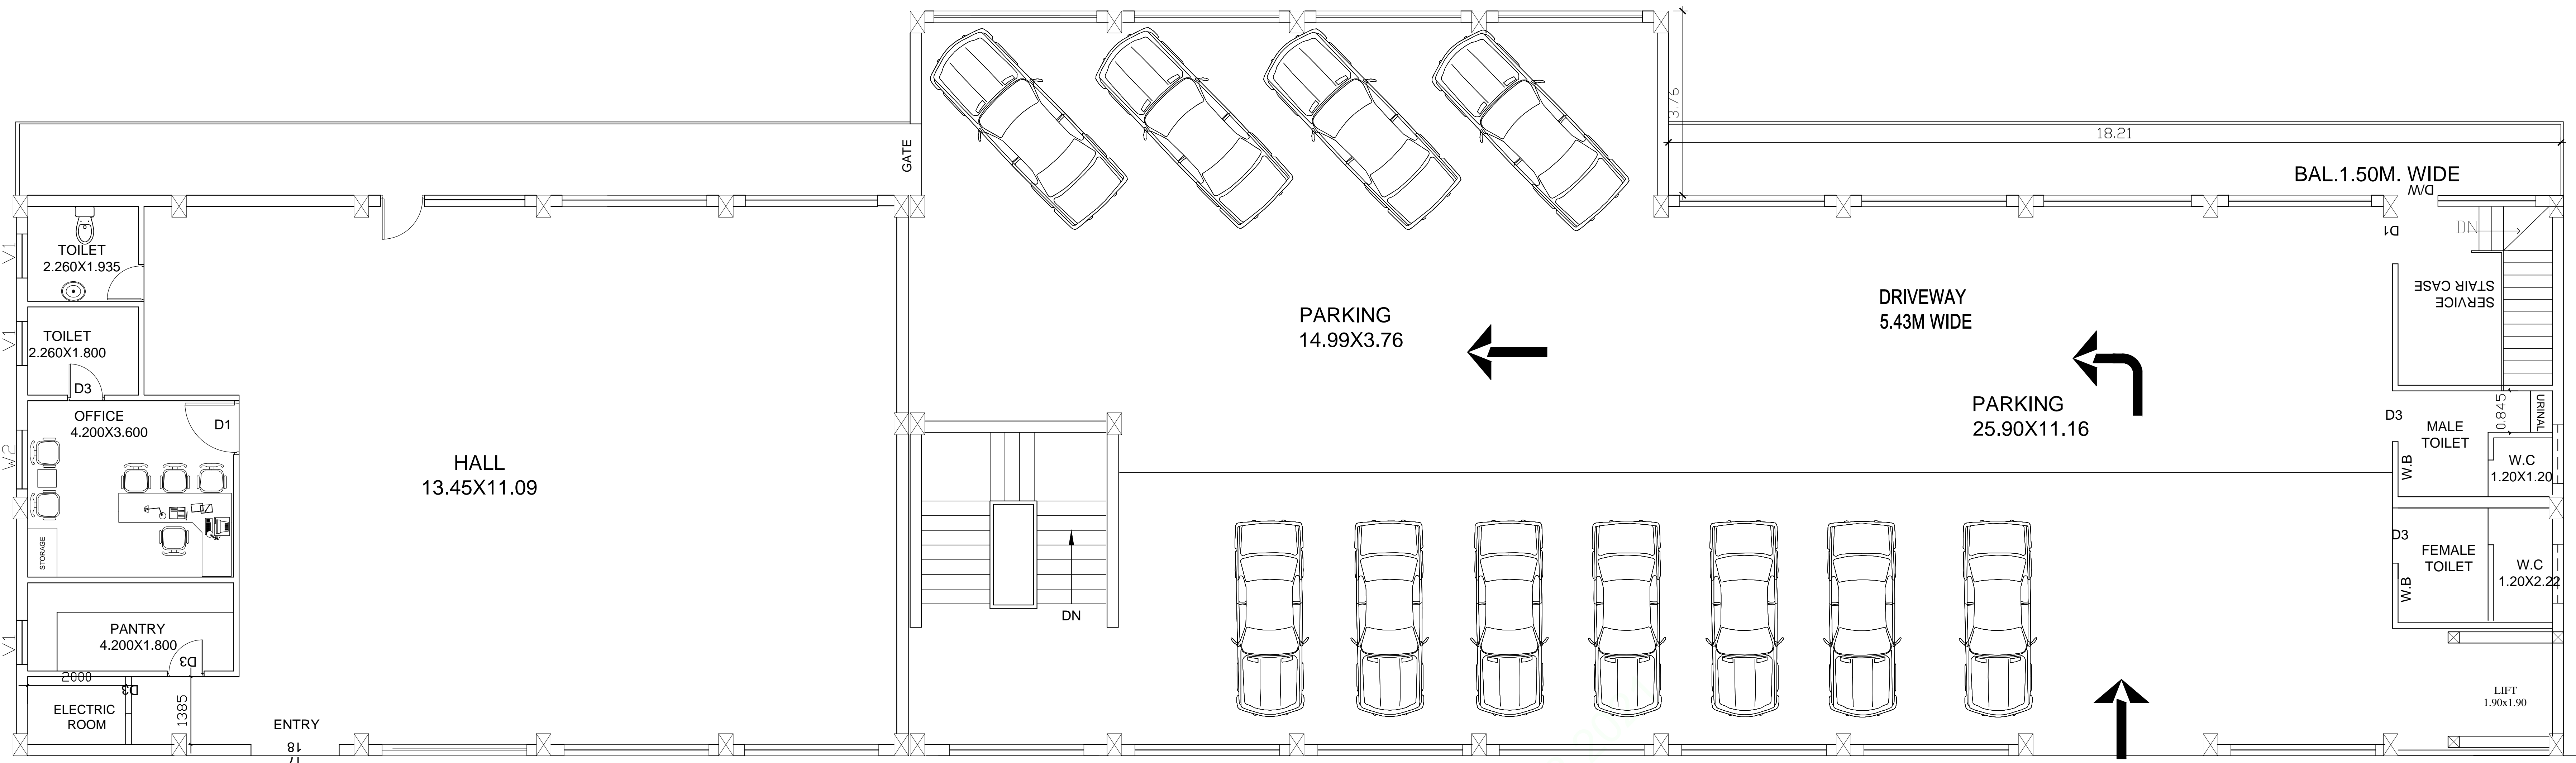 3.76
18.21
BAL.1.50M. WIDE
D/W
GATE
DN
D1
V1
TOILET
2.260X1.935
SERVICE
STAIR CASE
DRIVEWAY
5.43M WIDE
PARKING
14.99X3.76
V1
TOILET
2.260X1.800
D3
OFFICE
4.200X3.600
D1
PARKING
25.90X11.16
D3
MALE
TOILET
0.845
URINAL
W2
HALL
13.45X11.09
W.B
W.C
1.20X1.20
STORAGE
D3
FEMALE
TOILET
W.C
1.20X2.22
W.B
DN
V1
PANTRY
4.200X1.800
D3
2000
D3
ELECTRIC
ROOM
1385
ENTRY
18
17
LIFT
1.90x1.90